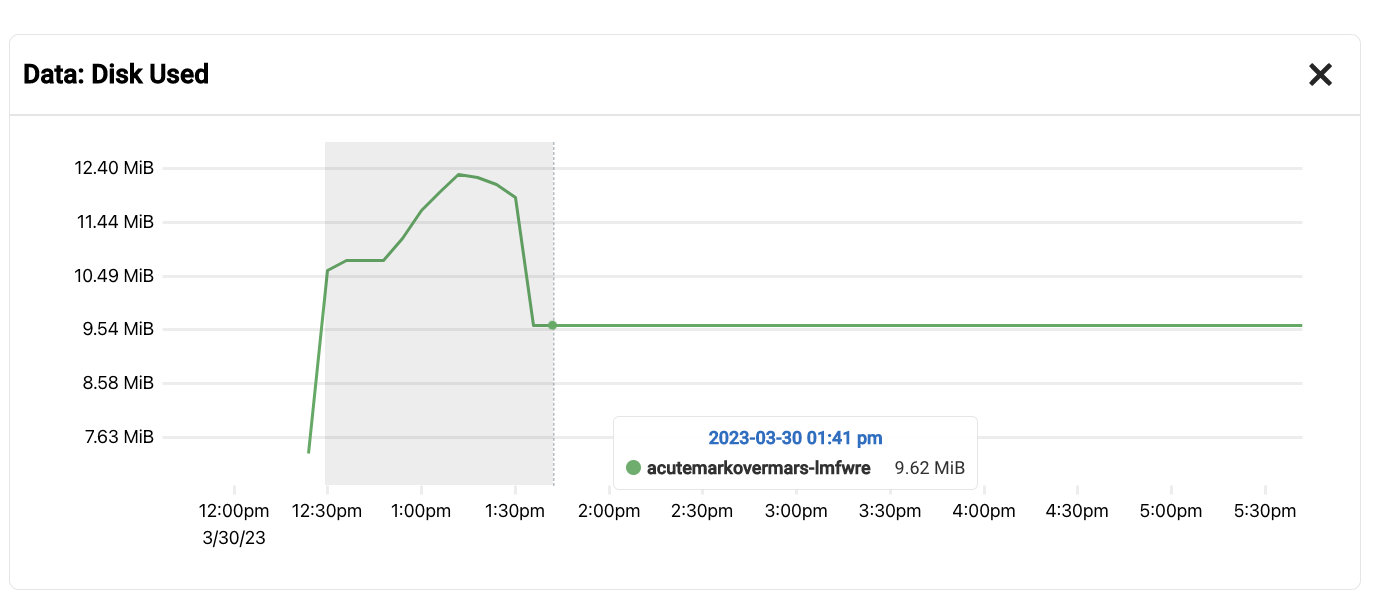 Data: Disk Used
12.40 MiB
11.44 MiB
10.49 MiB
9.54 MiB
8.58 MiB
7.63 MiB
2023-03-30 01:41 pm
acutemarkovermars-lmfwre 9.62 MiB
12:00pm 12:30pm 1:00pm 1:30pm 2:00pm 2:30pm 3:00pm 3:30pm 4:00pm 4:30pm 5:00pm 5:30pm
3/30/23